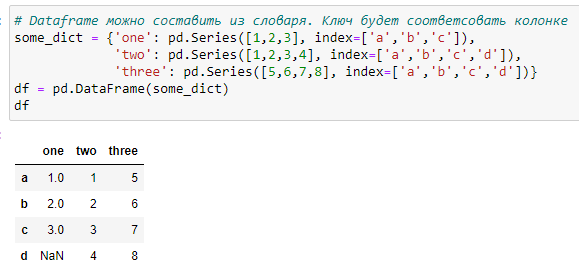 # Dataframe можно составить из словаря. Ключ будет соответсовать колонке
some_dict = {'one': pd.Series([1,2,3], index=['a','b','c']),
'two': pd.Series([1,2,3,4], index=['a','b','c','d']),
'three': pd.Series([5,6,7,8], index=['a','b','c','d'])}
df = pd.DataFrame(some_dict)
df
one two three
a 1.0 1 5
b 2.0 2 6
c 3.0 3 7
d NaN 4 8